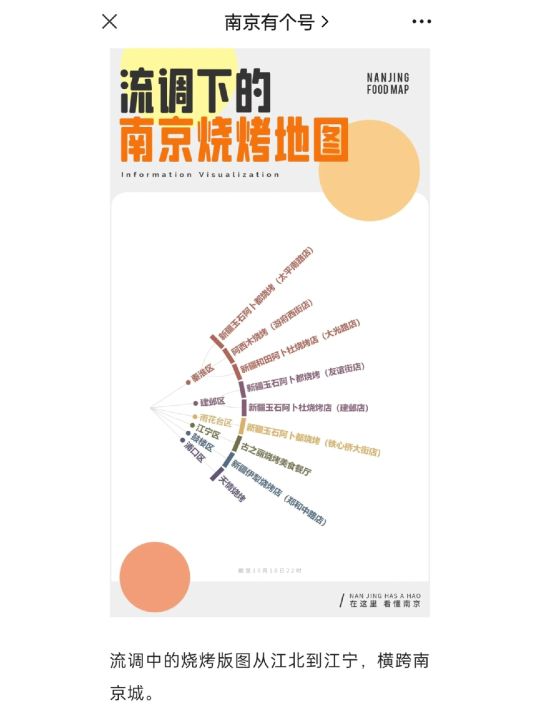 南京有个号
流调下的
南京烧烤地图
Information Visualization
NANJING
FOOD MAP
新疆玉石阿卜都烧烤（太平南路店）
阿西木烧烤（游府西街店）
新疆和田阿卜杜烧烤店（大光路店）
新疆玉石阿卜都烧烤（友谊街店）
新疆玉石阿卜杜烧烤店（建邺店）
新疆玉石阿卜都烧烤（铁心桥大街店）
古之丽烧烤美食餐厅
新疆伊犁烧烤店（郑和中路店）
天情烧烤
秦淮区
建邺区
雨花台区
江宁区
鼓楼区
浦口区
NAN JING HAS A HAO
在这里 看懂南京
流调中的烧烤版图从江北到江宁，横跨南
京城。